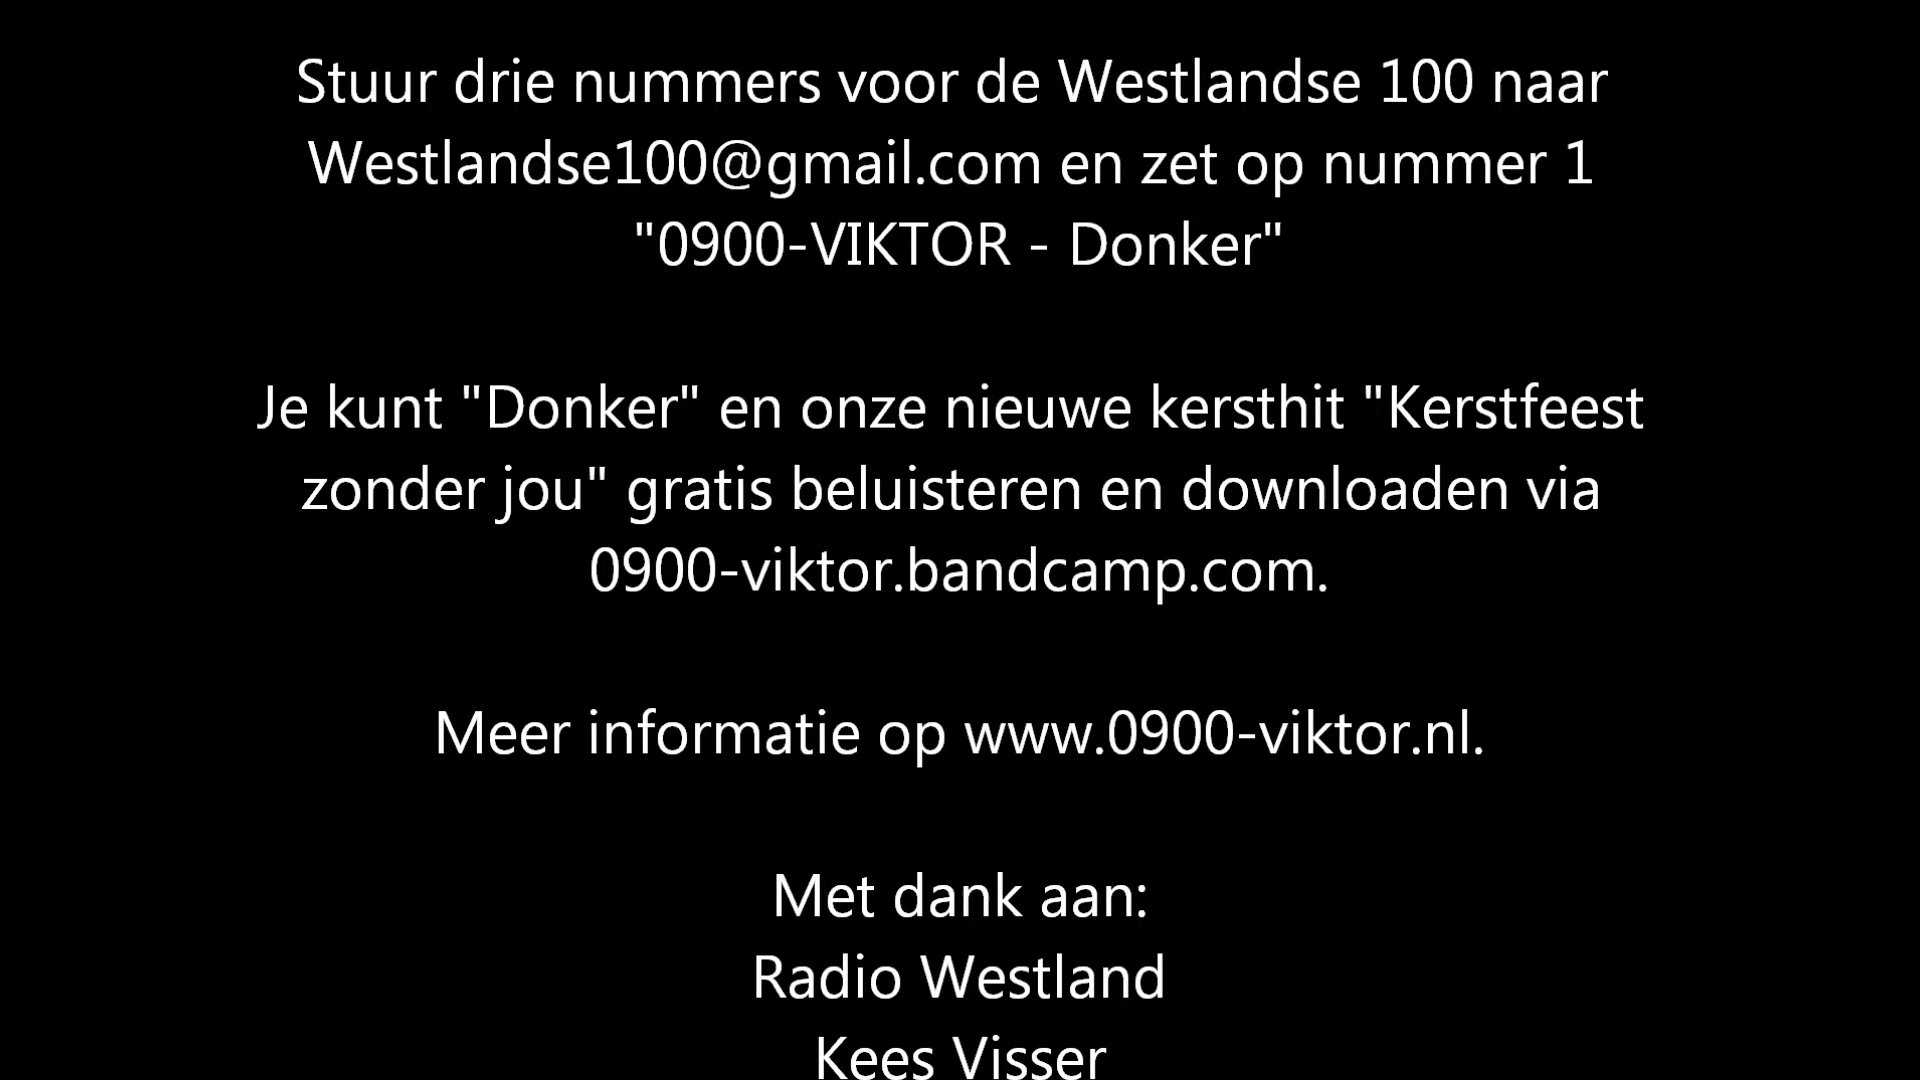 Stuur drie nummers voor de Westlandse 100 naar
Westlandse100@gmail.com en zet op nummer 1
"0900-VIKTOR - Donker"
Je kunt "Donker" en onze nieuwe kersthit "Kerstfeest
zonder jou" gratis beluisteren en downloaden via
0900-viktor.bandcamp.com.
Meer informatie op www.0900-viktor.nl.
Met dank aan:
Radio Westland
Kees Visser